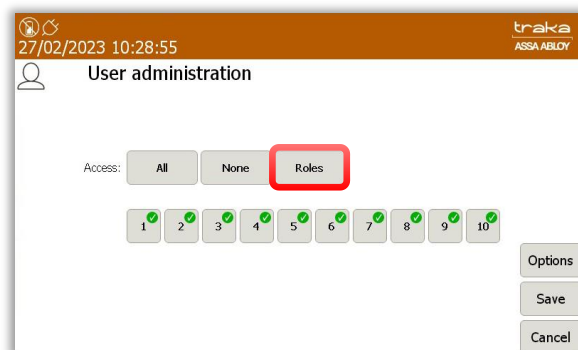 27/02/2023 10:28:55
traka
ASSA ABLOY
User administration
Access: All None Roles
1 2 3 4 5 6 7 8 9 10
Options
Save
Cancel